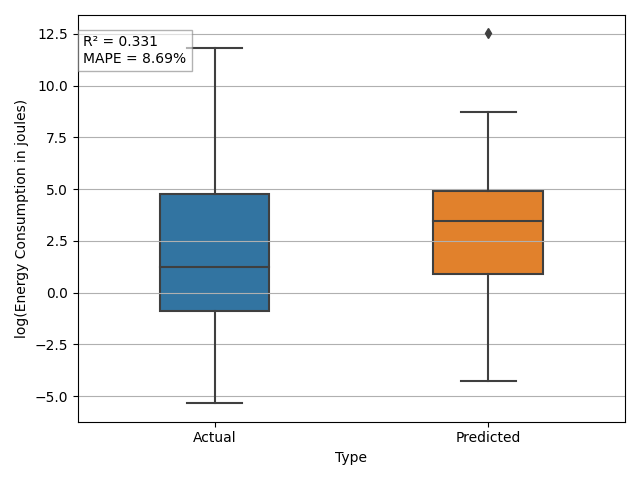 12.5
10.0
7.5
5.0
2.5
0.0
−2.5
−5.0
log(Energy Consumption in joules)
R² = 0.331
MAPE = 8.69%
Actual
Predicted
Type